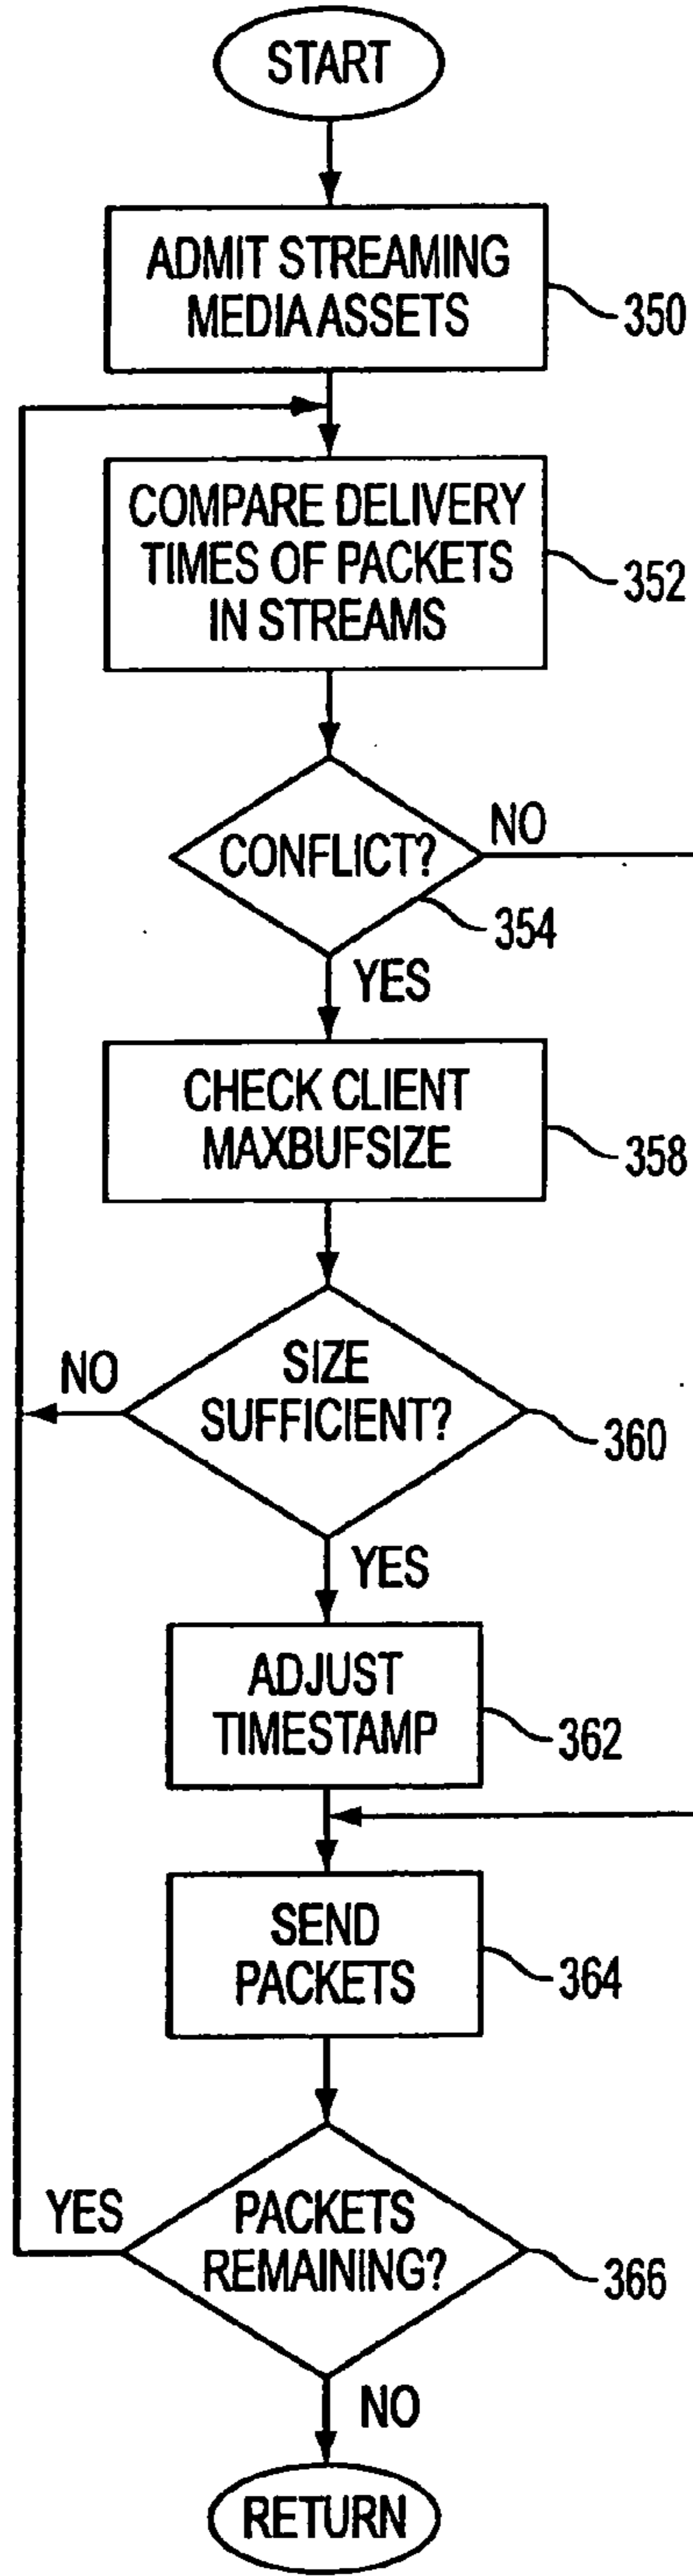 START
ADMIT STREAMING
MEDIA ASSETS
350
COMPARE DELIVERY
TIMES OF PACKETS
IN STREAMS
352
CONFLICT?
NO
354
YES
CHECK CLIENT
MAXBUFSIZE
358
SIZE
SUFFICIENT?
NO
360
YES
ADJUST
TIMESTAMP
362
SEND
PACKETS
364
YES
PACKETS
REMAINING?
366
NO
RETURN